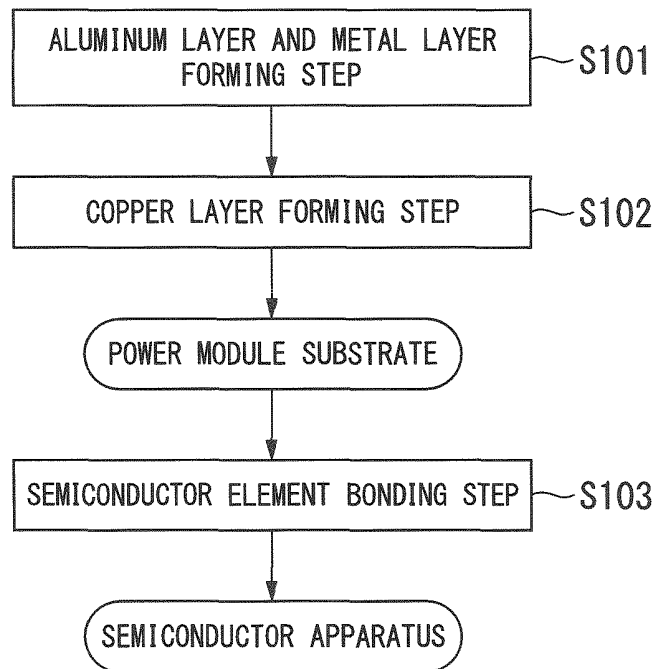 ALUMINUM LAYER AND METAL LAYER
FORMING STEP
S101
COPPER LAYER FORMING STEP
S102
POWER MODULE SUBSTRATE
SEMICONDUCTOR ELEMENT BONDING STEP
S103
SEMICONDUCTOR APPARATUS